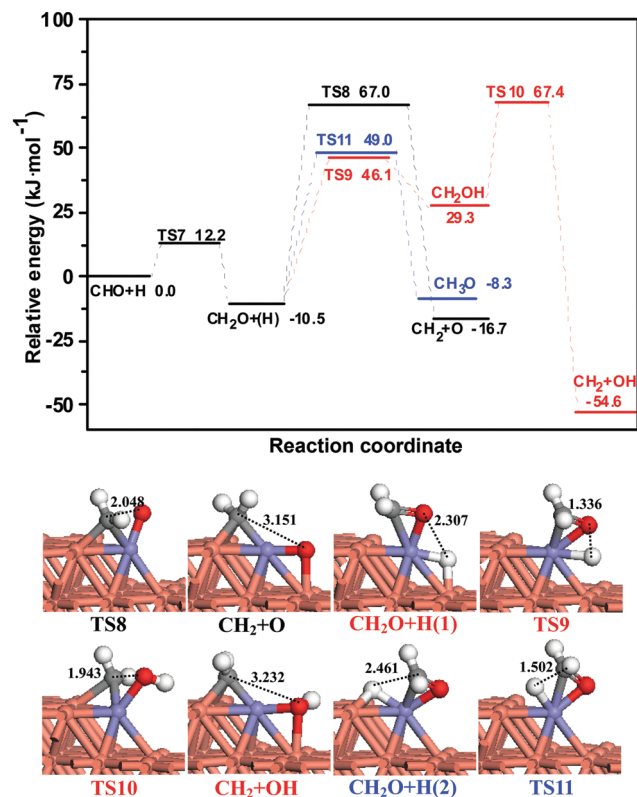 100
75
50
25
0
-25
-50
Relative energy (kJ·mol⁻¹)
TS10 67.4
TS8 67.0
TS11 49.0
TS9 46.1
CH₂OH
29.3
TS7 12.2
CHO+H 0.0
CH₂O+(H) -10.5
CH₃O -8.3
CH₂+O -16.7
CH₂+OH
-54.6
Reaction coordinate
2.048
3.151
2.307
1.336
TS8
CH₂+O
CH₂O+H(1)
TS9
1.943
3.232
2.461
1.502
TS10
CH₂+OH
CH₂O+H(2)
TS11